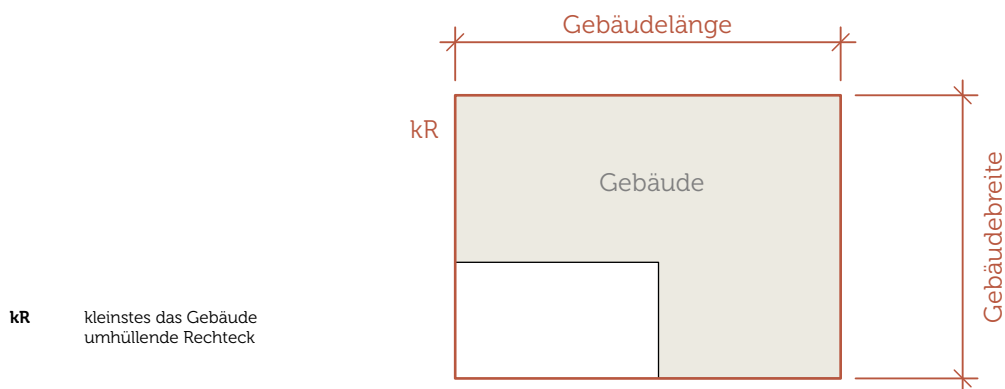 Gebäudelänge
kR
Gebäude
Gebäudebreite
kR kleinstes das Gebäude
umhüllende Rechteck